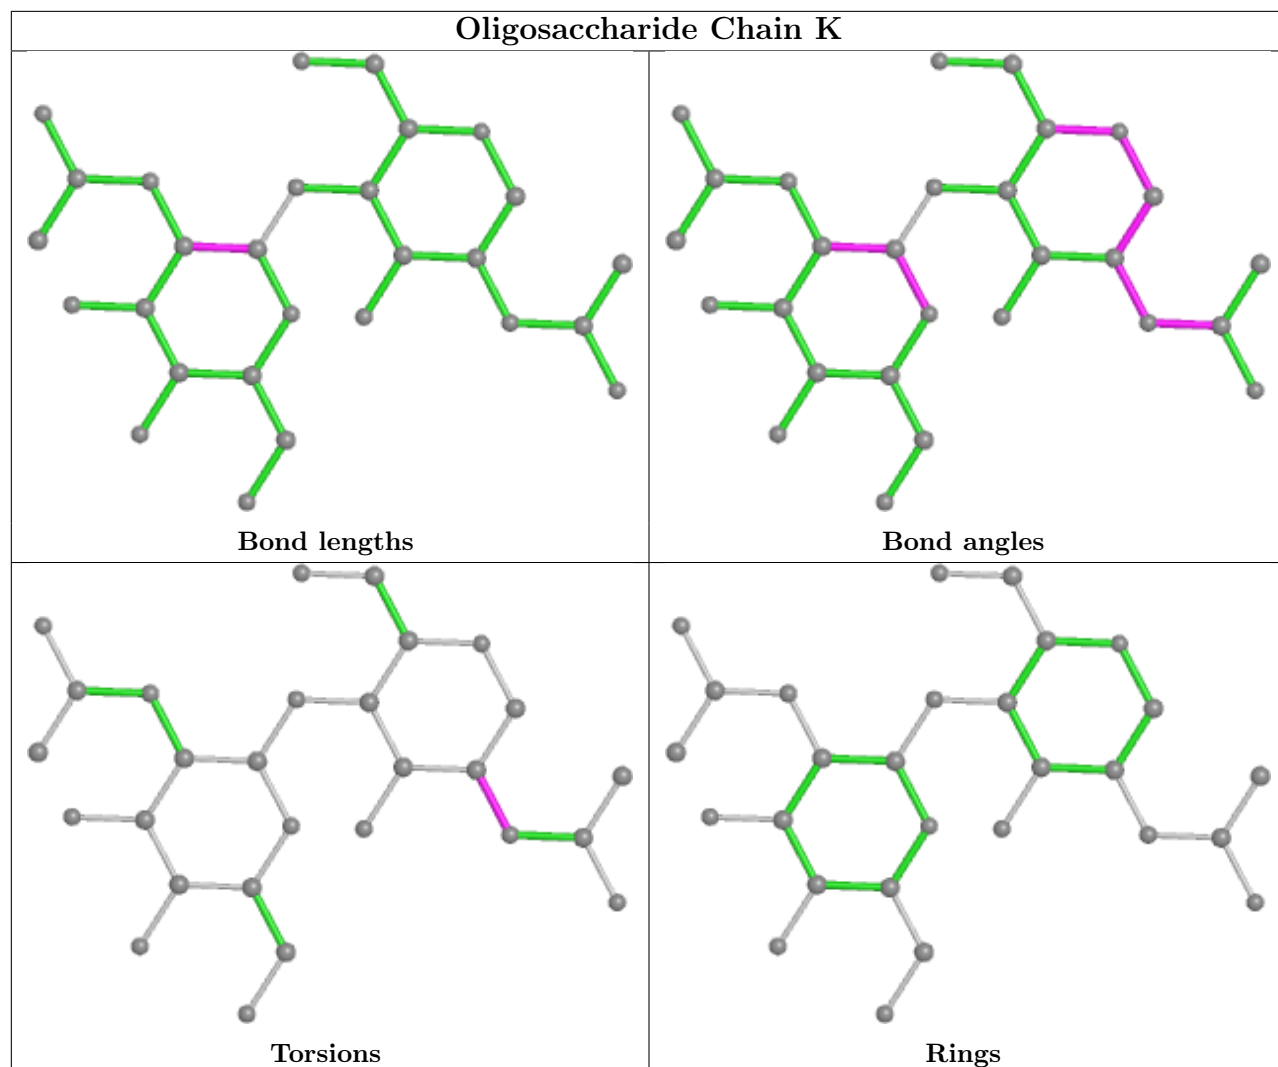 Oligosaccharide Chain K
Bond lengths
Bond angles
Torsions
Rings